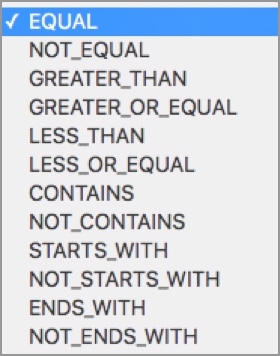 ✓ EQUAL
NOT_EQUAL
GREATER_THAN
GREATER_OR_EQUAL
LESS_THAN
LESS_OR_EQUAL
CONTAINS
NOT_CONTAINS
STARTS_WITH
NOT_STARTS_WITH
ENDS_WITH
NOT_ENDS_WITH